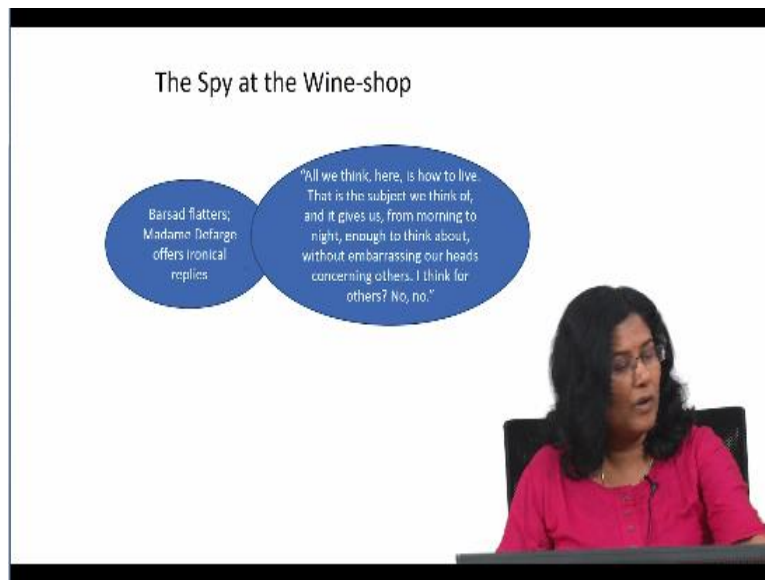 The Spy at the Wine-shop
Barsad flatters;
Madame Defarge
offers ironical
replies
"All we think, here, is how to live.
That is the subject we think of,
and it gives us, from morning to
night, enough to think about,
without embarrassing our heads
concerning others. I think for
others? No, no."